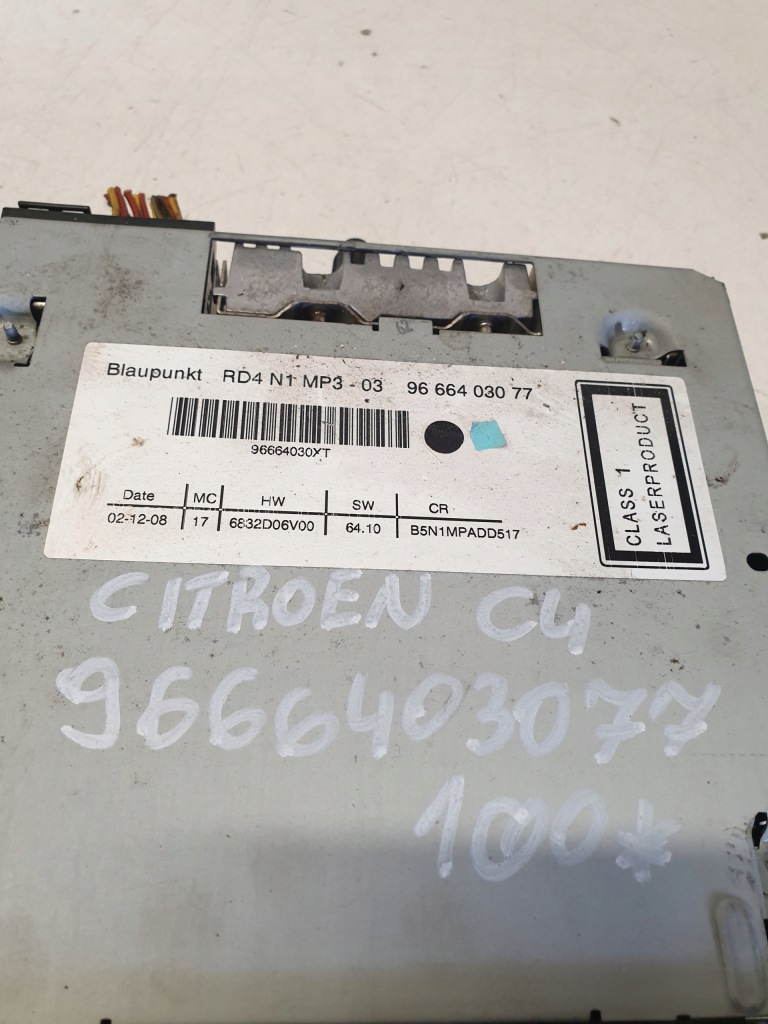 Blaupunkt RD4 N1 MP3 - 03 96 664 030 77
96664030XT
Date MC HW SW CR
02-12-08 17 6832D06V00 64.10 B5N1MPADD517
CLASS 1
LASERPRODUCT
CITROEN C4
9666403077
100*